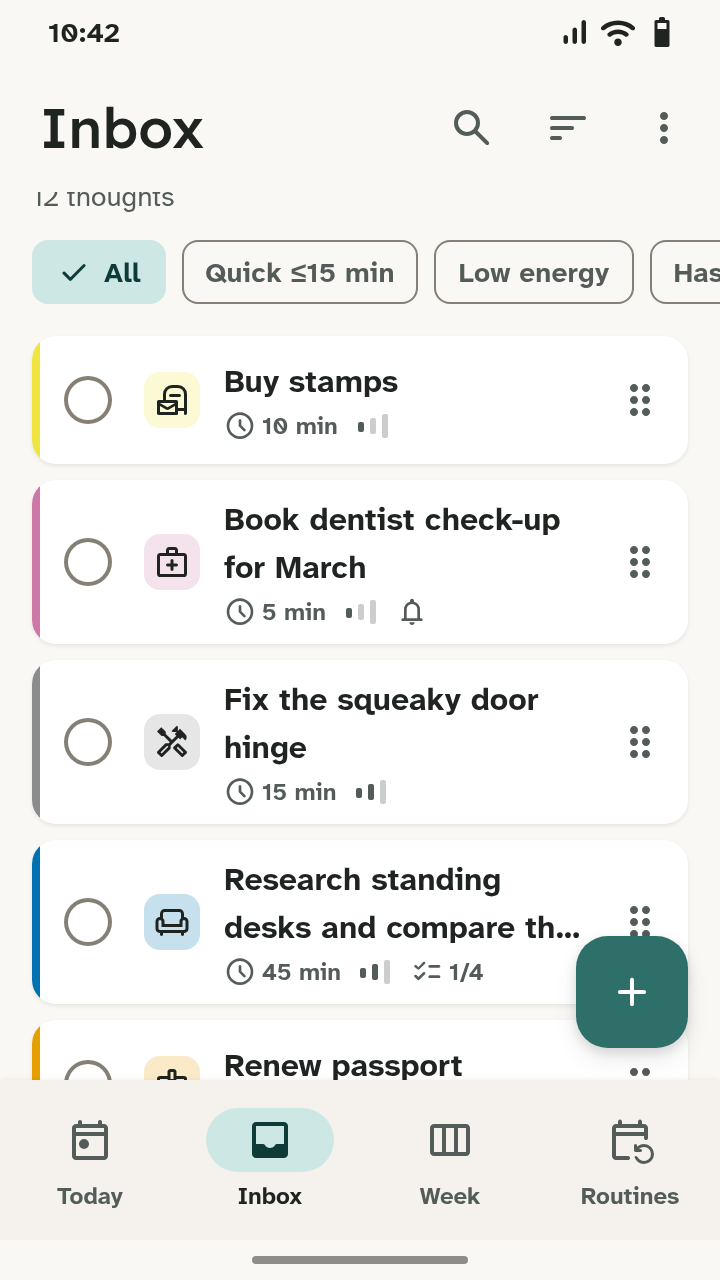 10:42
Inbox
12 thoughts
All
Quick ≤15 min
Low energy
Has
Buy stamps
10 min
Book dentist check-up
for March
5 min
Fix the squeaky door
hinge
15 min
Research standing
desks and compare th...
45 min
1/4
Renew passport
Today
Inbox
Week
Routines